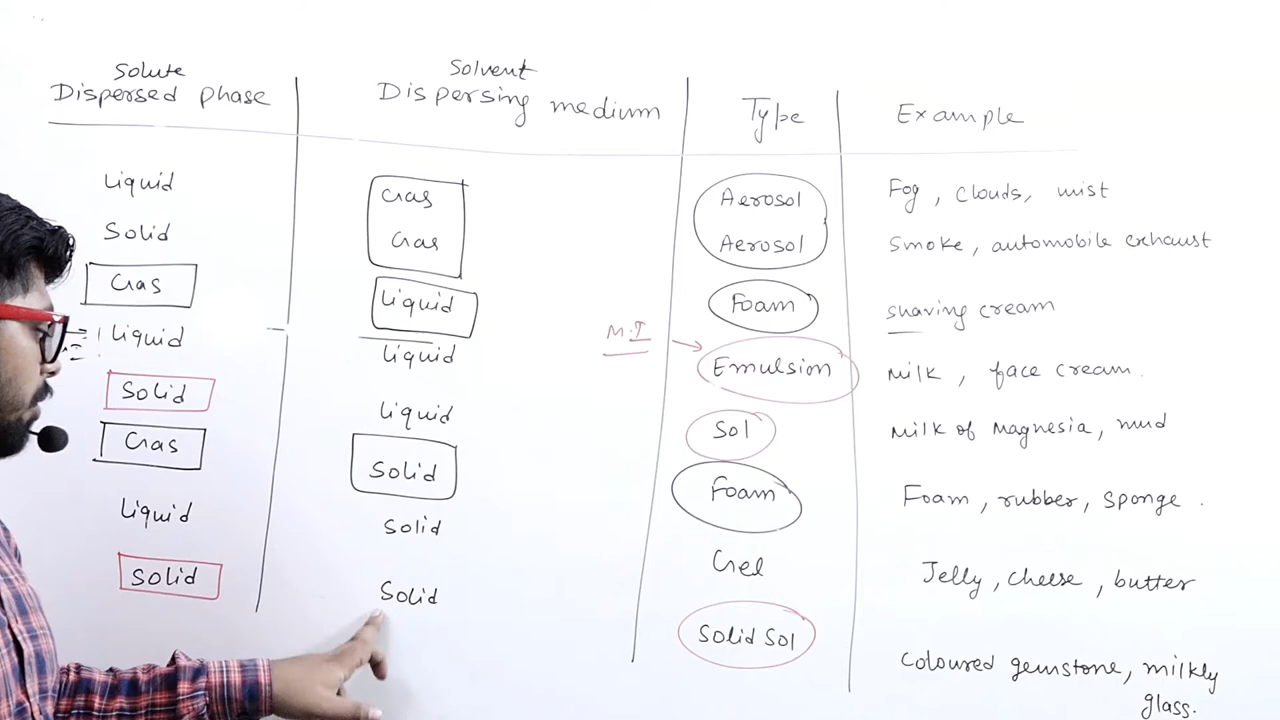 Solute Solvent
Dispersed phase Dispersing medium Type Example
Liquid Gas Aerosol Fog, clouds, mist
Solid Gas Aerosol Smoke, automobile exhaust
Gas Liquid Foam shaving cream
Liquid liquid M.I → Emulsion Milk, face cream.
Solid liquid Sol Milk of Magnesia, mud
Gas Solid Foam Foam, rubber, sponge.
Liquid Solid Gel Jelly, cheese, butter
Solid Solid Solid Sol Coloured gemstone, milkly
glass.